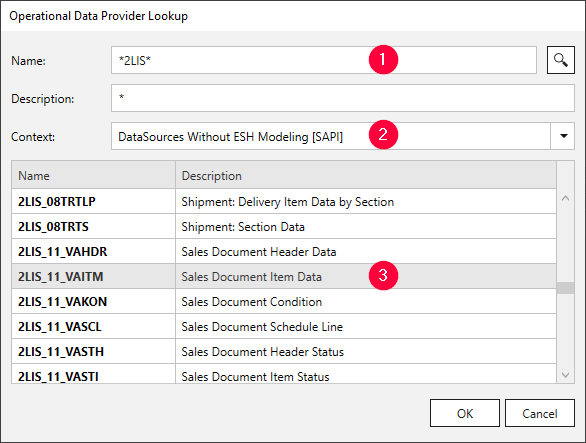 Operational Data Provider Lookup
Name: *2LIS* 1
Description: *
Context: DataSources Without ESH Modeling [SAPI] 2
Name Description
2LIS_08TRTLP Shipment: Delivery Item Data by Section
2LIS_08TRTS Shipment: Section Data
2LIS_11_VAHDR Sales Document Header Data
2LIS_11_VAITM Sales Document Item Data 3
2LIS_11_VAKON Sales Document Condition
2LIS_11_VASCL Sales Document Schedule Line
2LIS_11_VASTH Sales Document Header Status
2LIS_11_VASTI Sales Document Item Status
OK Cancel